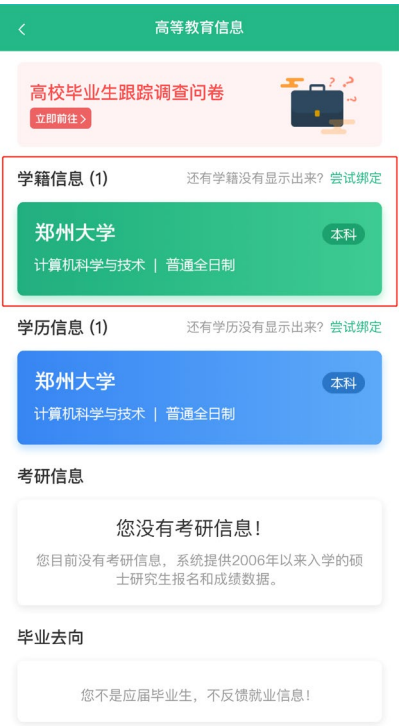 高等教育信息
高校毕业生跟踪调查问卷
立即前往>
学籍信息 (1) 还有学籍没有显示出来? 尝试绑定
郑州大学 本科
计算机科学与技术 | 普通全日制
学历信息 (1) 还有学历没有显示出来? 尝试绑定
郑州大学 本科
计算机科学与技术 | 普通全日制
考研信息
您没有考研信息!
您目前没有考研信息, 系统提供2006年以来入学的硕
士研究生报名和成绩数据。
毕业去向
您不是应届毕业生, 不反馈就业信息!